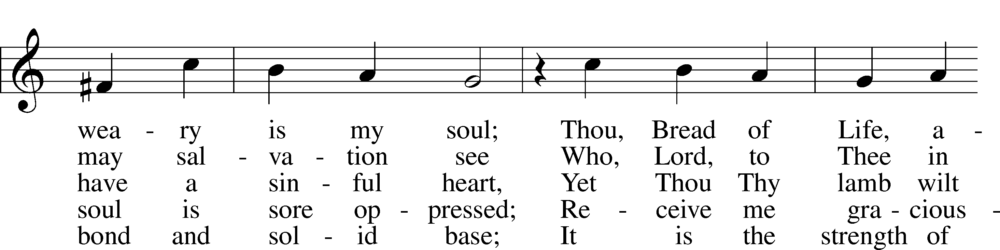 wea - ry is my soul; Thou, Bread of Life, a -
may sal - va - tion see Who, Lord, to Thee in
have a sin - ful heart, Yet Thou Thy lamb wilt
soul is sore op - pressed; Re - ceive me gra - cious -
bond and sol - id base; It is the strength of